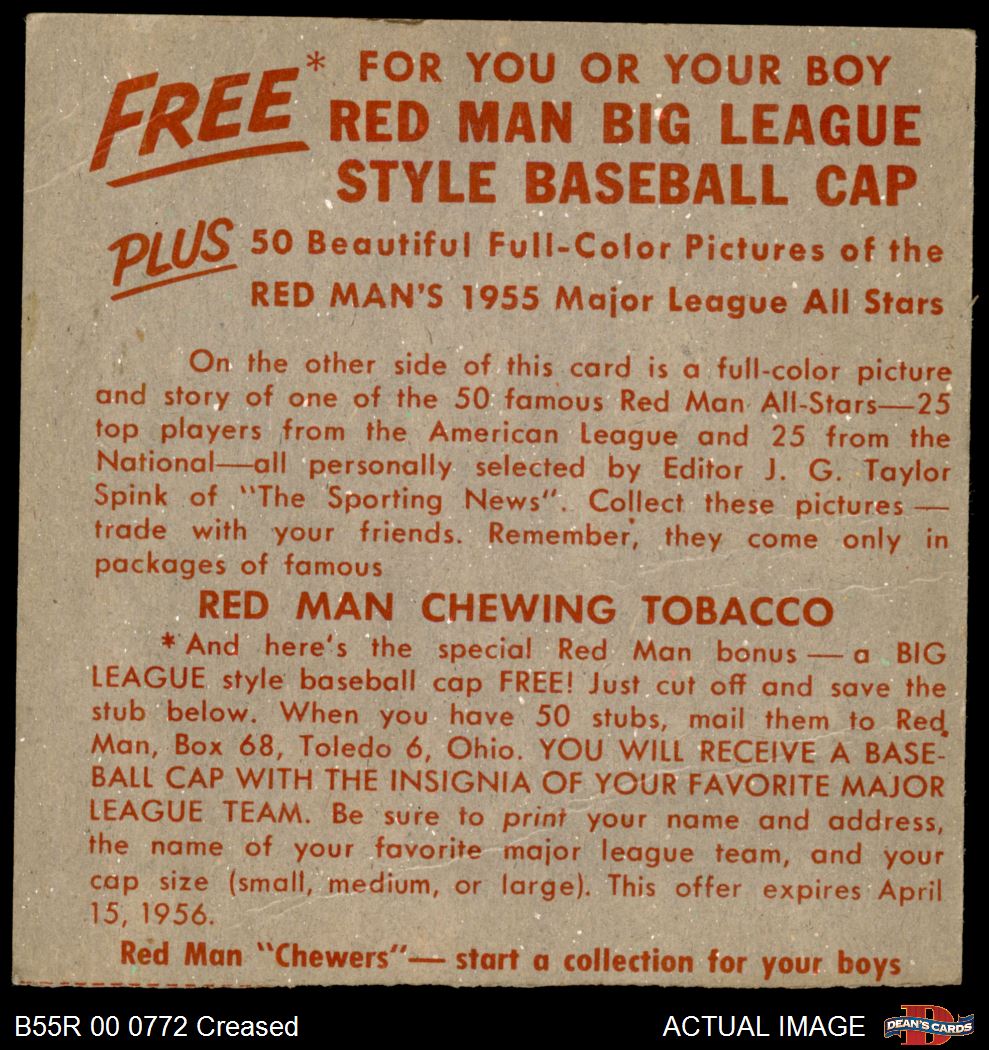 FREE* FOR YOU OR YOUR BOY
RED MAN BIG LEAGUE
STYLE BASEBALL CAP
PLUS 50 Beautiful Full-Color Pictures of the
RED MAN'S 1955 Major League All Stars
On the other side of this card is a full-color picture
and story of one of the 50 famous Red Man All-Stars—25
top players from the American League and 25 from the
National—all personally selected by Editor J. G. Taylor
Spink of "The Sporting News". Collect these pictures —
trade with your friends. Remember, they come only in
packages of famous
RED MAN CHEWING TOBACCO
*And here's the special Red Man bonus — a BIG
LEAGUE style baseball cap FREE! Just cut off and save the
stub below. When you have 50 stubs, mail them to Red
Man, Box 68, Toledo 6, Ohio. YOU WILL RECEIVE A BASE-
BALL CAP WITH THE INSIGNIA OF YOUR FAVORITE MAJOR
LEAGUE TEAM. Be sure to print your name and address,
the name of your favorite major league team, and your
cap size (small, medium, or large). This offer expires April
15, 1956.
Red Man "Chewers"— start a collection for your boys
B55R 00 0772 Creased
ACTUAL IMAGE
DEAN'S CARDS